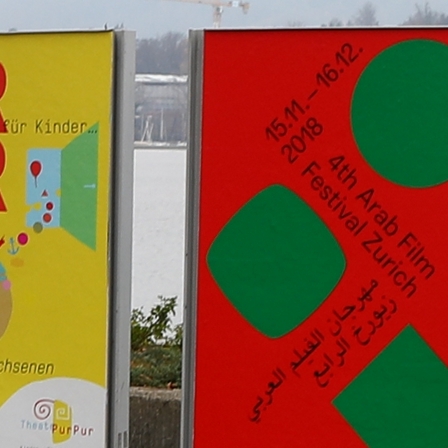 für Kinder...
chsenen
Theater
PurPur
15.11.–16.12.
2018
4th Arab Film
Festival Zurich
مهرجان الفيلم العربي
زيورخ الرابع